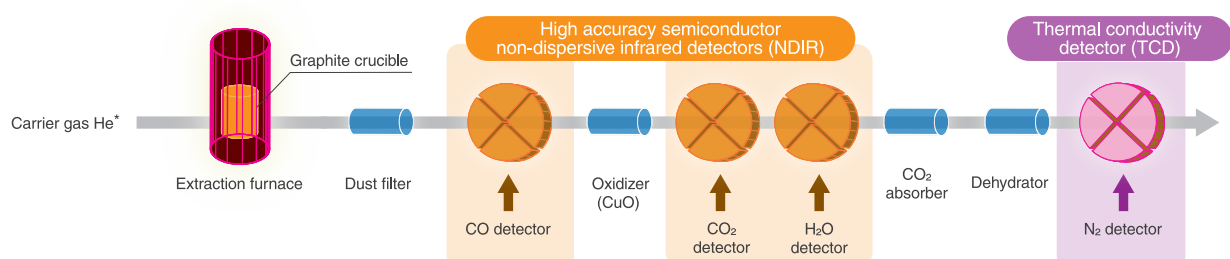 High accuracy semiconductor
non-dispersive infrared detectors (NDIR)
Thermal conductivity
detector (TCD)
Graphite crucible
Carrier gas He*
Extraction furnace
Dust filter
CO detector
Oxidizer
(CuO)
CO₂
detector
H₂O
detector
CO₂
absorber
Dehydrator
N₂ detector